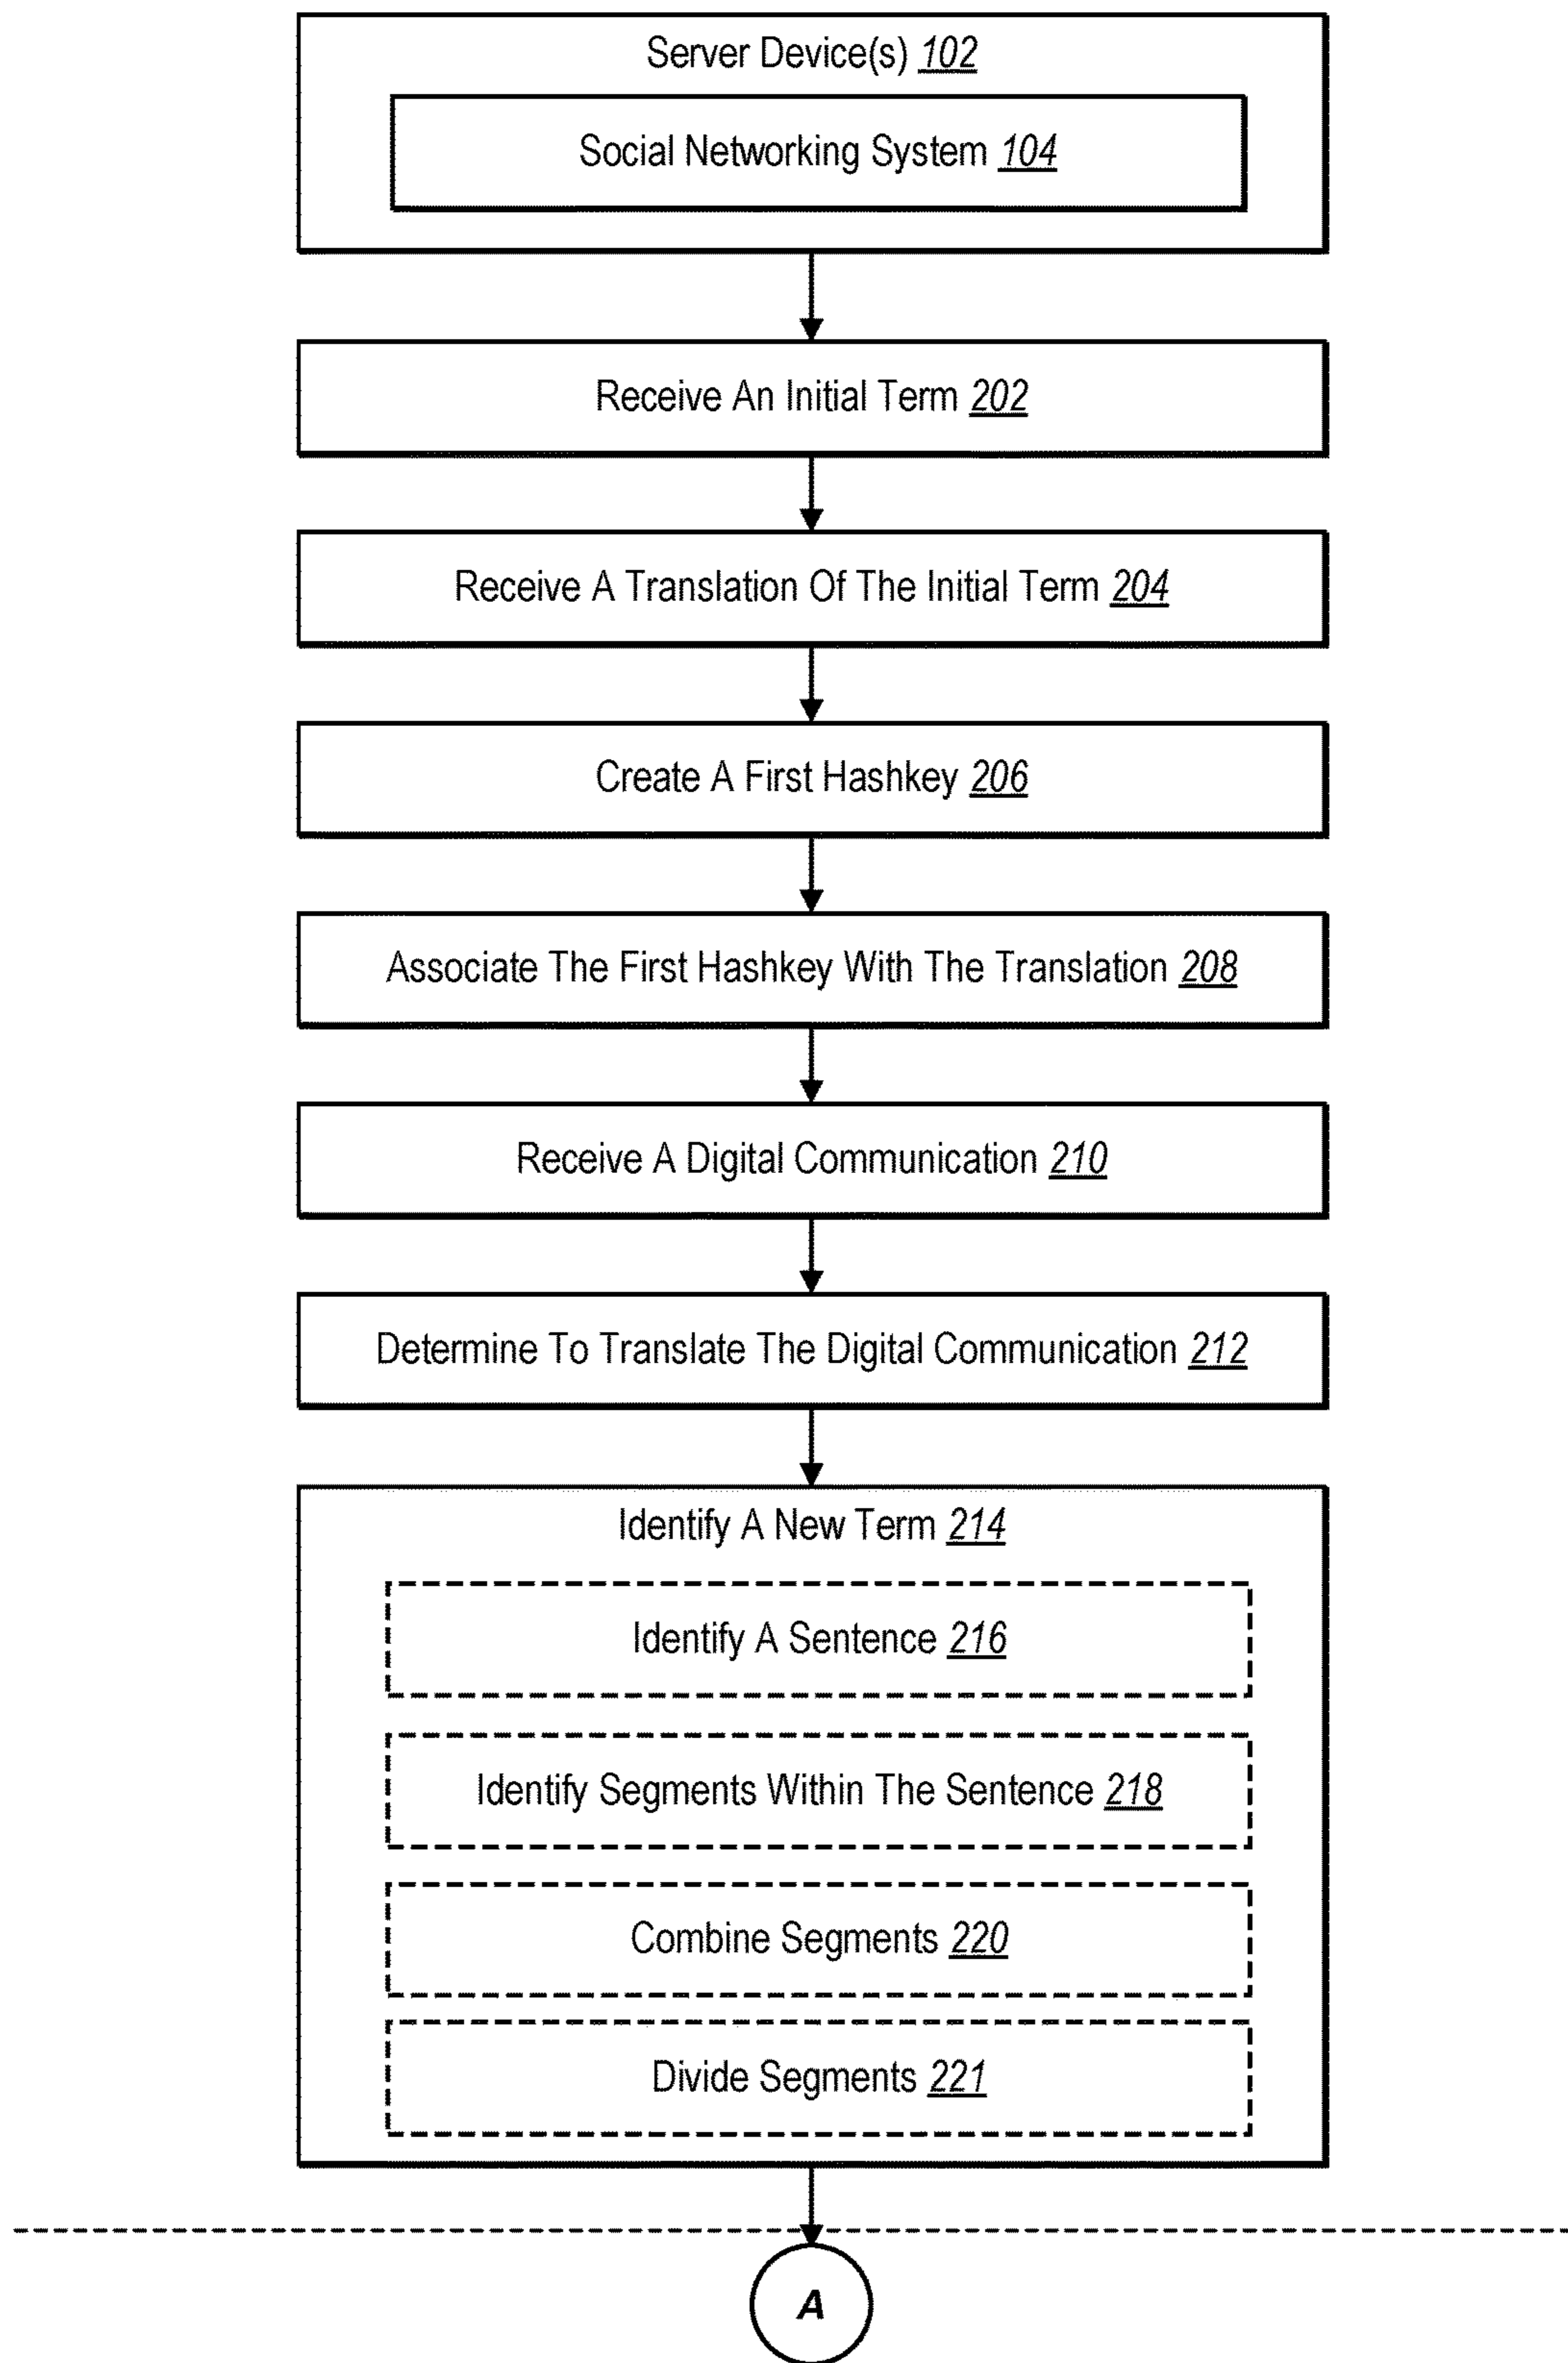 Server Device(s) 102
Social Networking System 104
Receive An Initial Term 202
Receive A Translation Of The Initial Term 204
Create A First Hashkey 206
Associate The First Hashkey With The Translation 208
Receive A Digital Communication 210
Determine To Translate The Digital Communication 212
Identify A New Term 214
Identify A Sentence 216
Identify Segments Within The Sentence 218
Combine Segments 220
Divide Segments 221
A